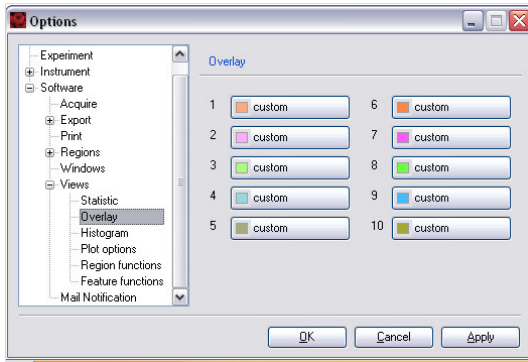 Options
Experiment
Instrument
Software
Acquire
Export
Print
Regions
Windows
Views
Statistic
Overlay
Histogram
Plot options
Region functions
Feature functions
Mail Notification
Overlay
1 custom
2 custom
3 custom
4 custom
5 custom
6 custom
7 custom
8 custom
9 custom
10 custom
OK
Cancel
Apply